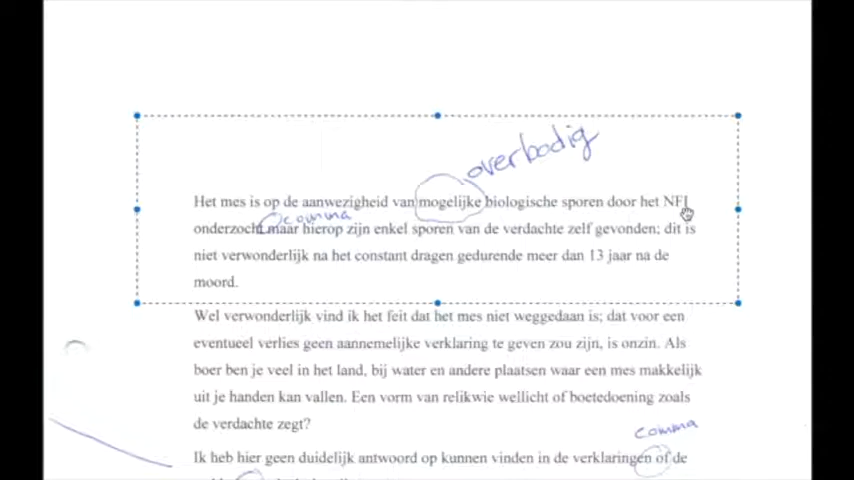 overbodig
Het mes is op de aanwezigheid van mogelijke biologische sporen door het NFI
comma
onderzocht maar hierop zijn enkel sporen van de verdachte zelf gevonden; dit is
niet verwonderlijk na het constant dragen gedurende meer dan 13 jaar na de
moord.
Wel verwonderlijk vind ik het feit dat het mes niet weggedaan is; dat voor een
eventueel verlies geen aannemelijke verklaring te geven zou zijn, is onzin. Als
boer ben je veel in het land, bij water en andere plaatsen waar een mes makkelijk
uit je handen kan vallen. Een vorm van relikwie wellicht of boetedoening zoals
de verdachte zegt?
comma
Ik heb hier geen duidelijk antwoord op kunnen vinden in de verklaringen of de